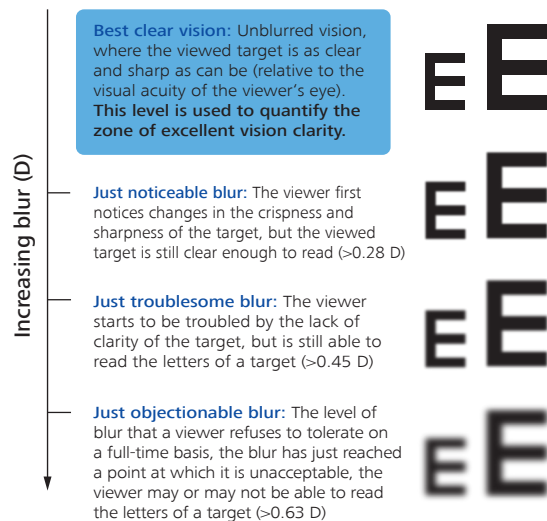 Best clear vision: Unblurred vision,
where the viewed target is as clear
and sharp as can be (relative to the
visual acuity of the viewer's eye).
This level is used to quantify the
zone of excellent vision clarity.
E E
Increasing blur (D)
Just noticeable blur: The viewer first
notices changes in the crispness and
sharpness of the target, but the viewed
target is still clear enough to read (>0.28 D)
E E
Just troublesome blur: The viewer
starts to be troubled by the lack of
clarity of the target, but is still able to
read the letters of a target (>0.45 D)
E E
Just objectionable blur: The level of
blur that a viewer refuses to tolerate on
a full-time basis, the blur has just reached
a point at which it is unacceptable, the
viewer may or may not be able to read
the letters of a target (>0.63 D)
E E